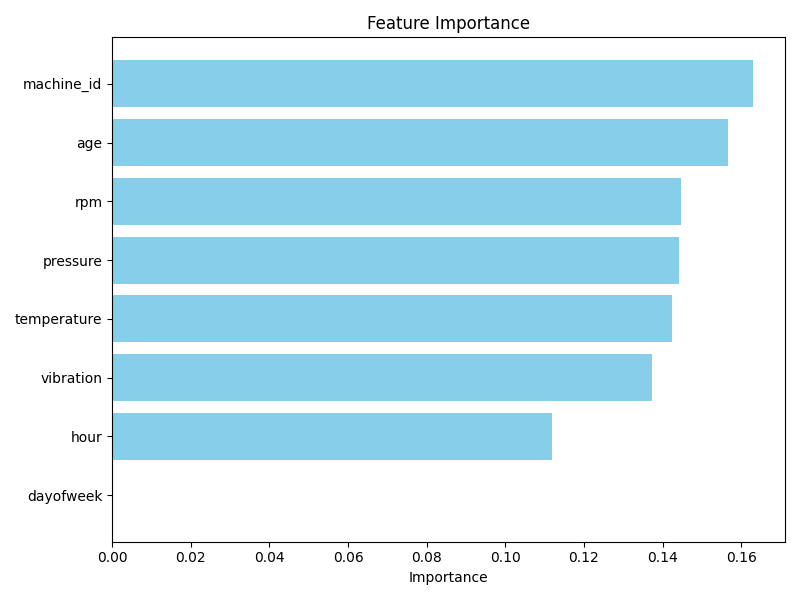 Feature Importance
machine_id
age
rpm
pressure
temperature
vibration
hour
dayofweek
0.00 0.02 0.04 0.06 0.08 0.10 0.12 0.14 0.16
Importance